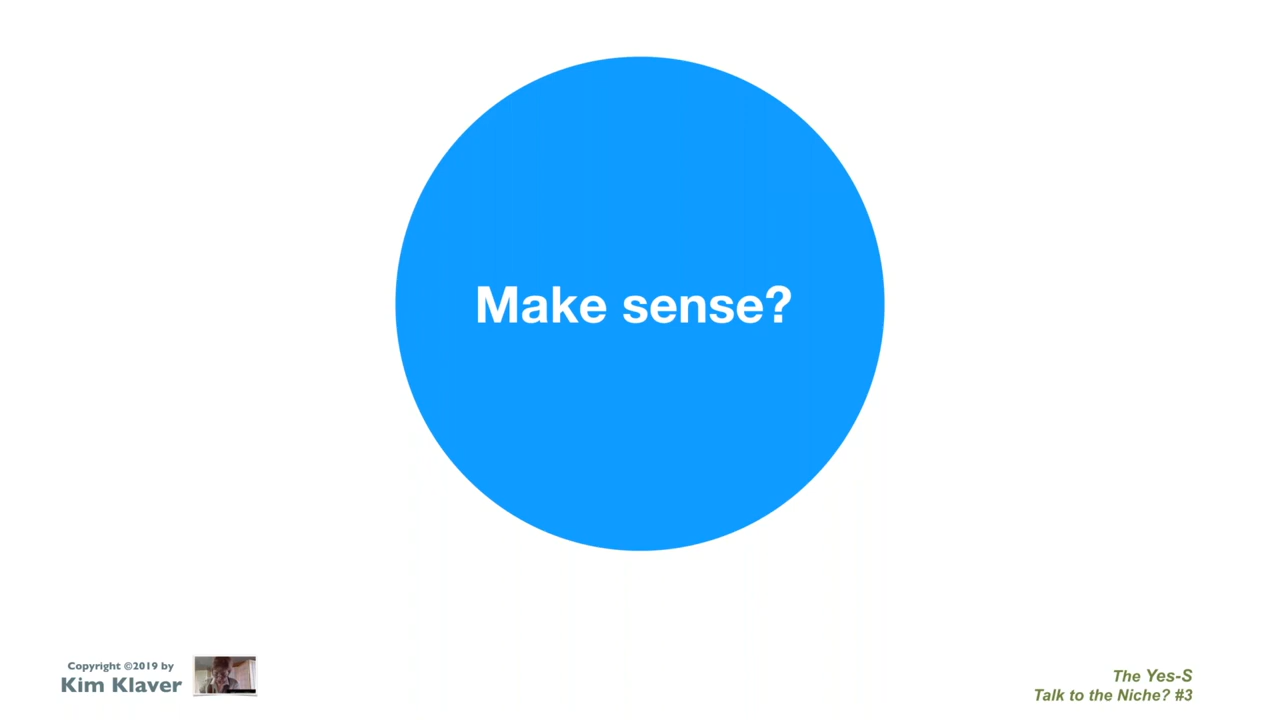 Make sense?
Copyright ©2019 by
Kim Klaver
The Yes-S
Talk to the Niche? #3